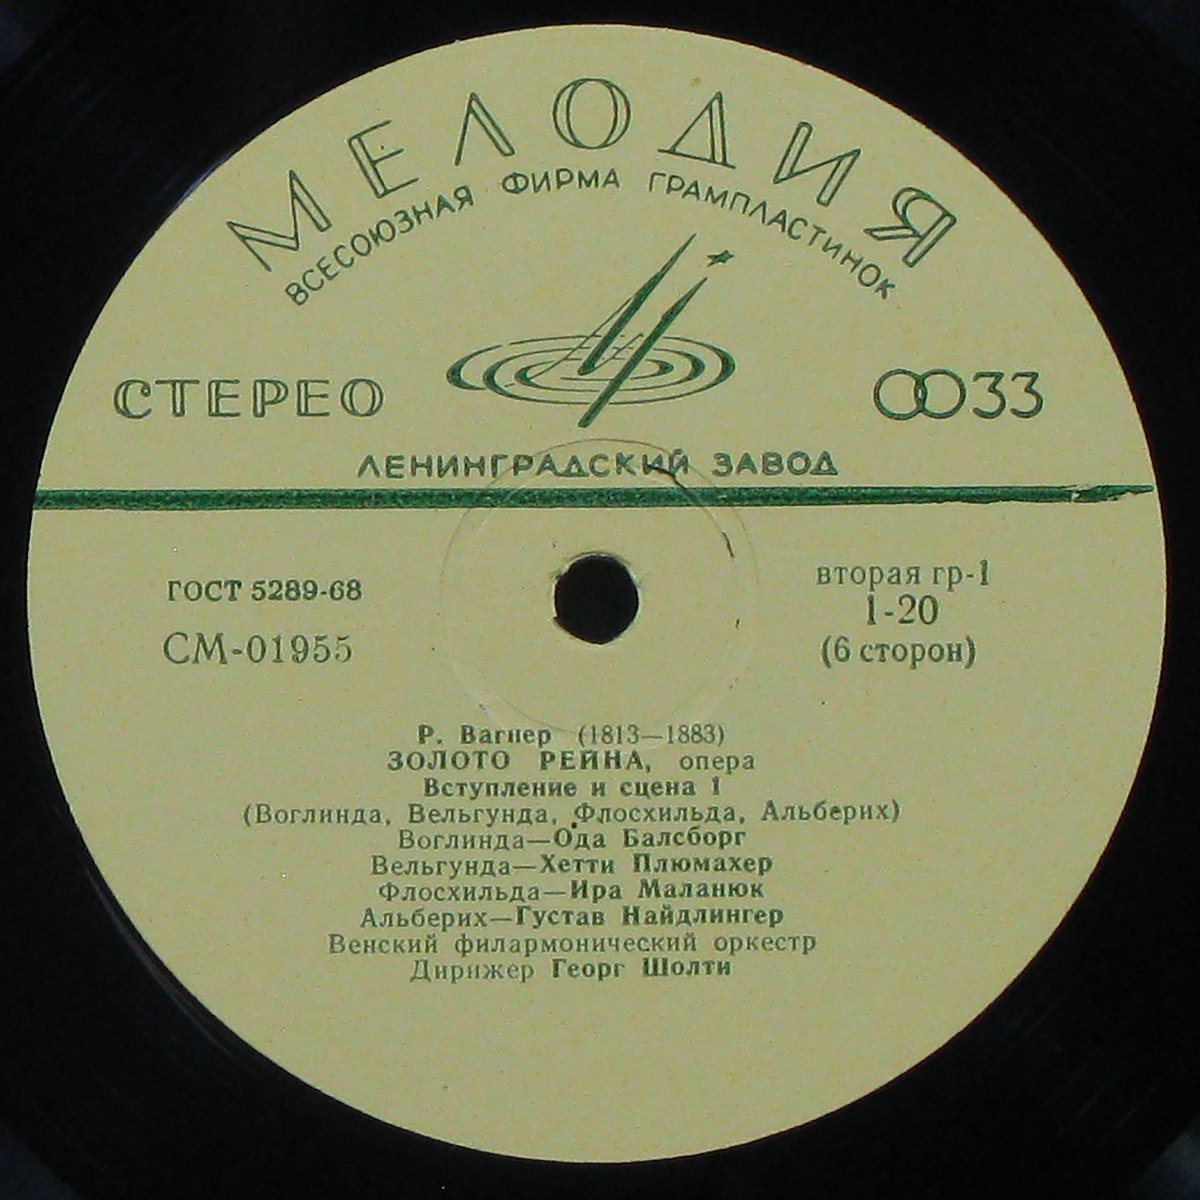 МЕЛОДИЯ
ВСЕСОЮЗНАЯ ФИРМА ГРАМПЛАСТИНОК
СТЕРЕО
33
ЛЕНИНГРАДСКИЙ ЗАВОД
ГОСТ 5289-68
СМ-01955
вторая гр-1
1-20
(6 сторон)
Р. Вагнер (1813—1883)
ЗОЛОТО РЕЙНА, опера
Вступление и сцена 1
(Воглинда, Вельгунда, Флосхильда, Альберих)
Воглинда—Ода Балсборг
Вельгунда—Хетти Плюмахер
Флосхильда—Ира Маланюк
Альберих—Густав Найдлингер
Венский филармонический оркестр
Дирижер Георг Шолти